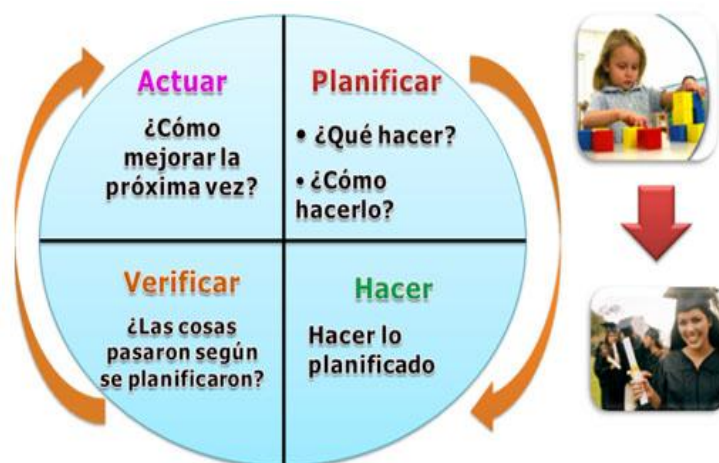 Actuar
¿Cómo
mejorar la
próxima vez?
Planificar
• ¿Qué hacer?
• ¿Cómo
hacerlo?
Verificar
¿Las cosas
pasaron según
se planificaron?
Hacer
Hacer lo
planificado